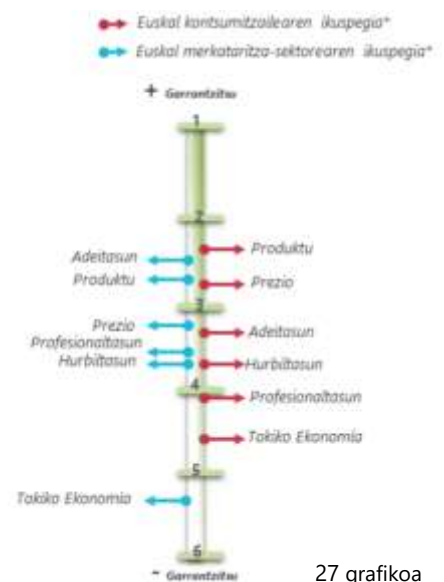 Euskal kontsumitzailearen ikuspegia*
Euskal merkataritza-sektorearen ikuspegia*
+ Garrantzitsu
1
2
Produktu
Adeitasun
Produktu
Prezio
3
Prezio
Adeitasun
Profesionaltasun
Hurbiltasun
Hurbiltasun
4
Profesionaltasun
Tokiko Ekonomia
5
Tokiko Ekonomia
6
- Garrantzitsu
27 grafikoa